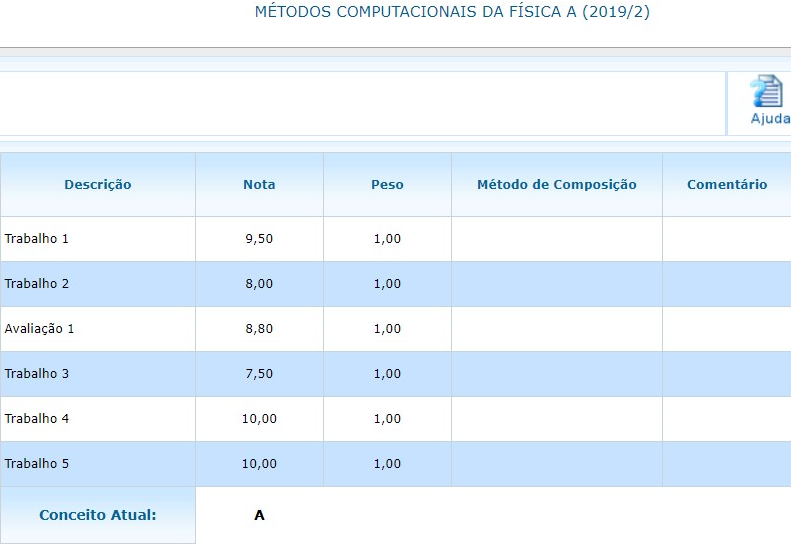 MÉTODOS COMPUTACIONAIS DA FÍSICA A (2019/2)
Ajuda
Descrição Nota Peso Método de Composição Comentário
Trabalho 1 9,50 1,00
Trabalho 2 8,00 1,00
Avaliação 1 8,80 1,00
Trabalho 3 7,50 1,00
Trabalho 4 10,00 1,00
Trabalho 5 10,00 1,00
Conceito Atual: A